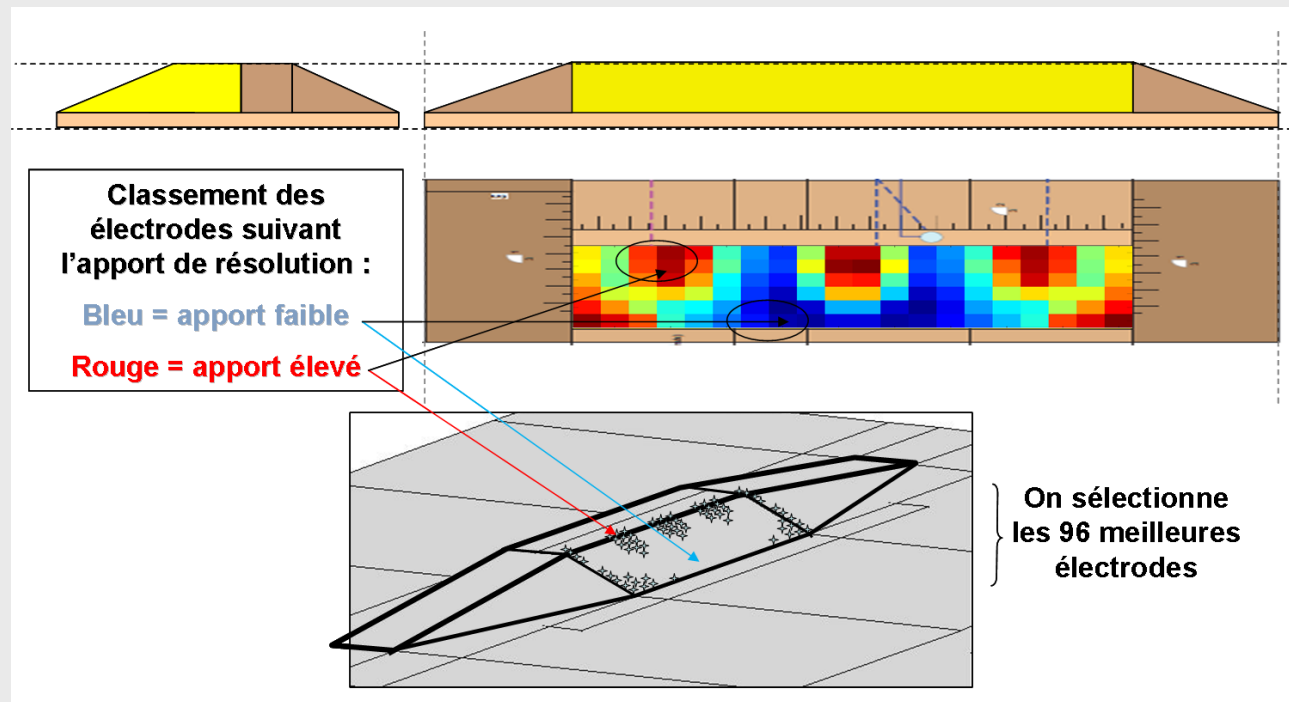 Classement des
électrodes suivant
l'apport de résolution :
Bleu = apport faible
Rouge = apport élevé
On sélectionne
les 96 meilleures
électrodes